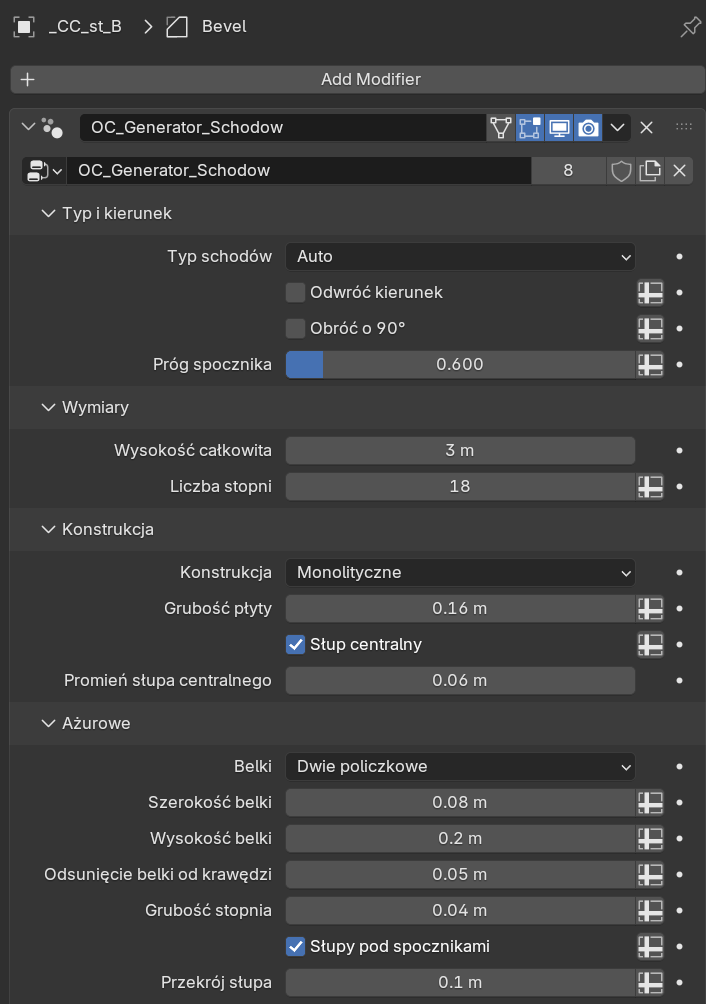 _CC_st_B > Bevel
+ Add Modifier
OC_Generator_Schodow
OC_Generator_Schodow 8
Typ i kierunek
Typ schodów Auto
Odwróć kierunek
Obróć o 90°
Próg spocznika 0.600
Wymiary
Wysokość całkowita 3 m
Liczba stopni 18
Konstrukcja
Konstrukcja Monolityczne
Grubość płyty 0.16 m
Słup centralny
Promień słupa centralnego 0.06 m
Ażurowe
Belki Dwie policzkowe
Szerokość belki 0.08 m
Wysokość belki 0.2 m
Odsunięcie belki od krawędzi 0.05 m
Grubość stopnia 0.04 m
Słupy pod spocznikami
Przekrój słupa 0.1 m